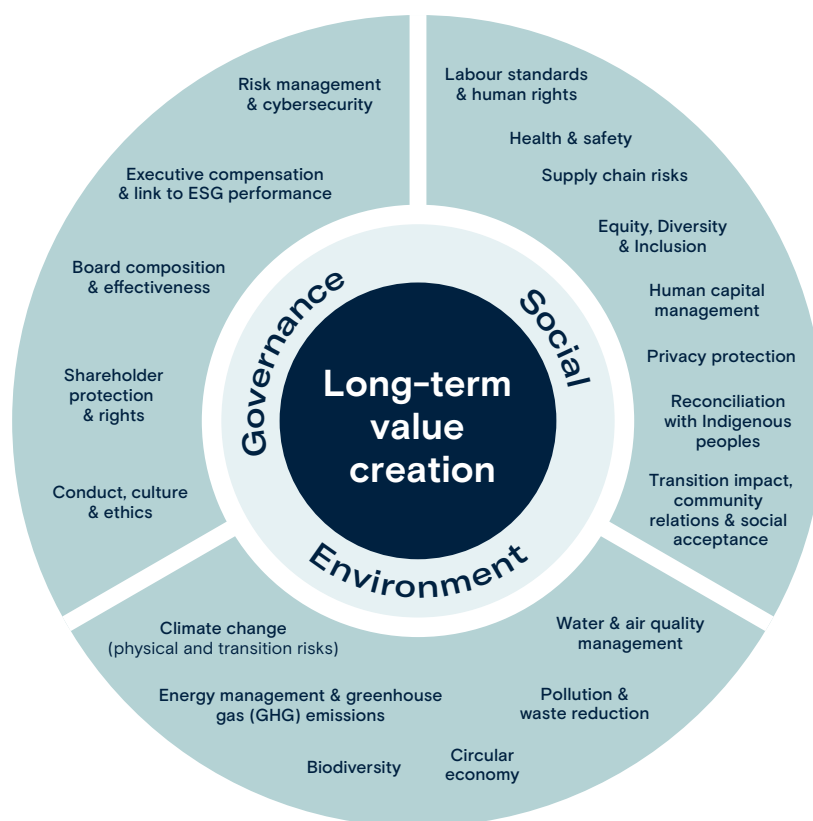 Risk management
& cybersecurity
Executive compensation
& link to ESG performance
Board composition
& effectiveness
Shareholder
protection
& rights
Conduct, culture
& ethics
Labour standards
& human rights
Health & safety
Supply chain risks
Equity, Diversity
& Inclusion
Human capital
management
Privacy protection
Reconciliation
with Indigenous
peoples
Transition impact,
community
relations & social
acceptance
Governance
Social
Environment
Long-term
value
creation
Climate change
(physical and transition risks)
Energy management & greenhouse
gas (GHG) emissions
Biodiversity
Circular
economy
Pollution &
waste reduction
Water & air quality
management